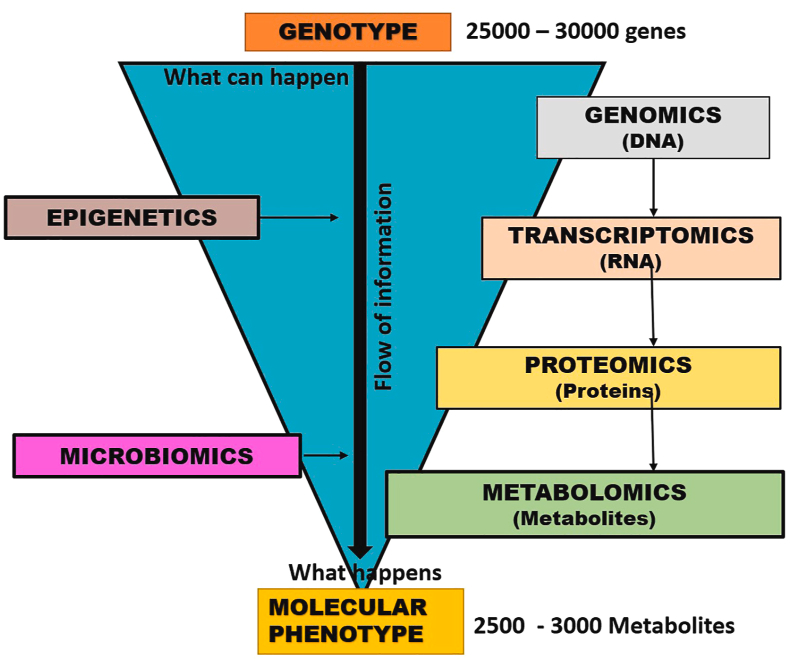 GENOTYPE
25000 – 30000 genes
What can happen
GENOMICS
(DNA)
EPIGENETICS
Flow of information
TRANSCRIPTOMICS
(RNA)
PROTEOMICS
(Proteins)
MICROBIOMICS
METABOLOMICS
(Metabolites)
What happens
MOLECULAR
PHENOTYPE
2500 - 3000 Metabolites